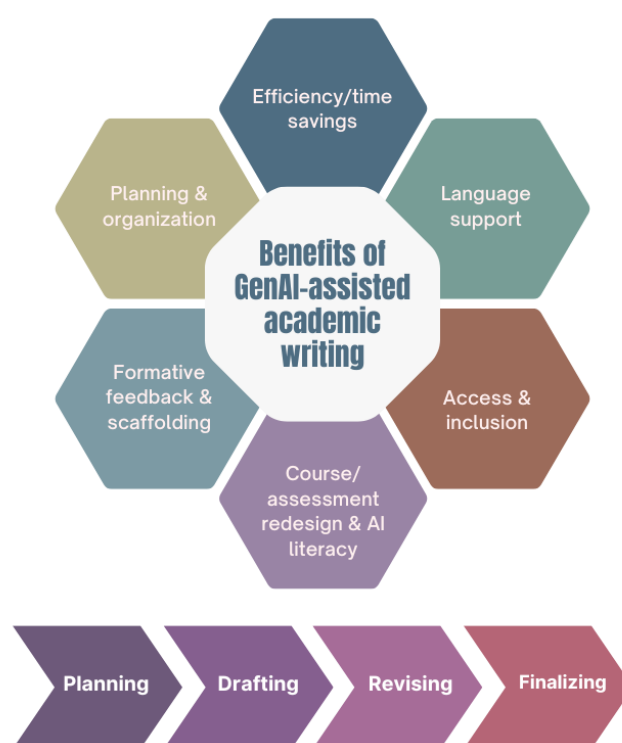 Efficiency/time
savings
Planning &
organization
Language
support
Benefits of
GenAI-assisted
academic
writing
Formative
feedback &
scaffolding
Access &
inclusion
Course/
assessment
redesign & AI
literacy
Planning
Drafting
Revising
Finalizing